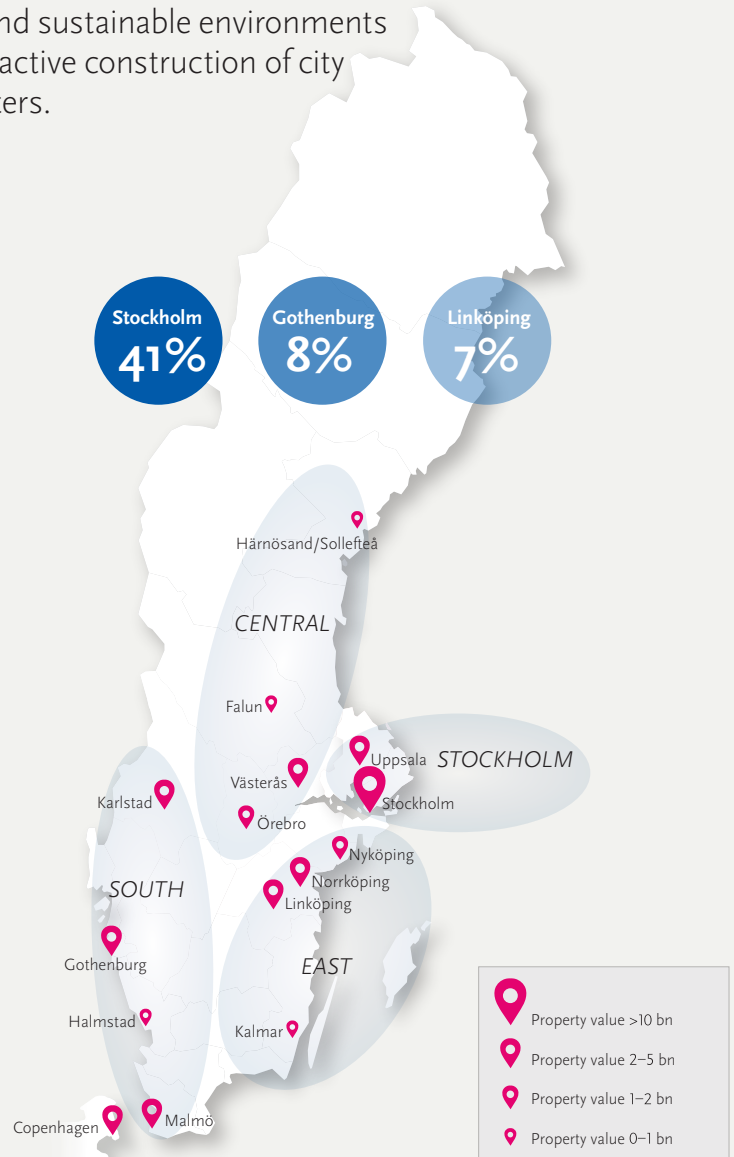 nd sustainable environments
active construction of city
ers.
Stockholm
41%
Gothenburg
8%
Linköping
7%
Härnösand/Sollefteå
CENTRAL
Falun
Uppsala
STOCKHOLM
Västerås
Karlstad
Stockholm
Örebro
Nyköping
Norrköping
SOUTH
Linköping
Gothenburg
EAST
Halmstad
Kalmar
Malmö
Copenhagen
Property value >10 bn
Property value 2–5 bn
Property value 1–2 bn
Property value 0–1 bn